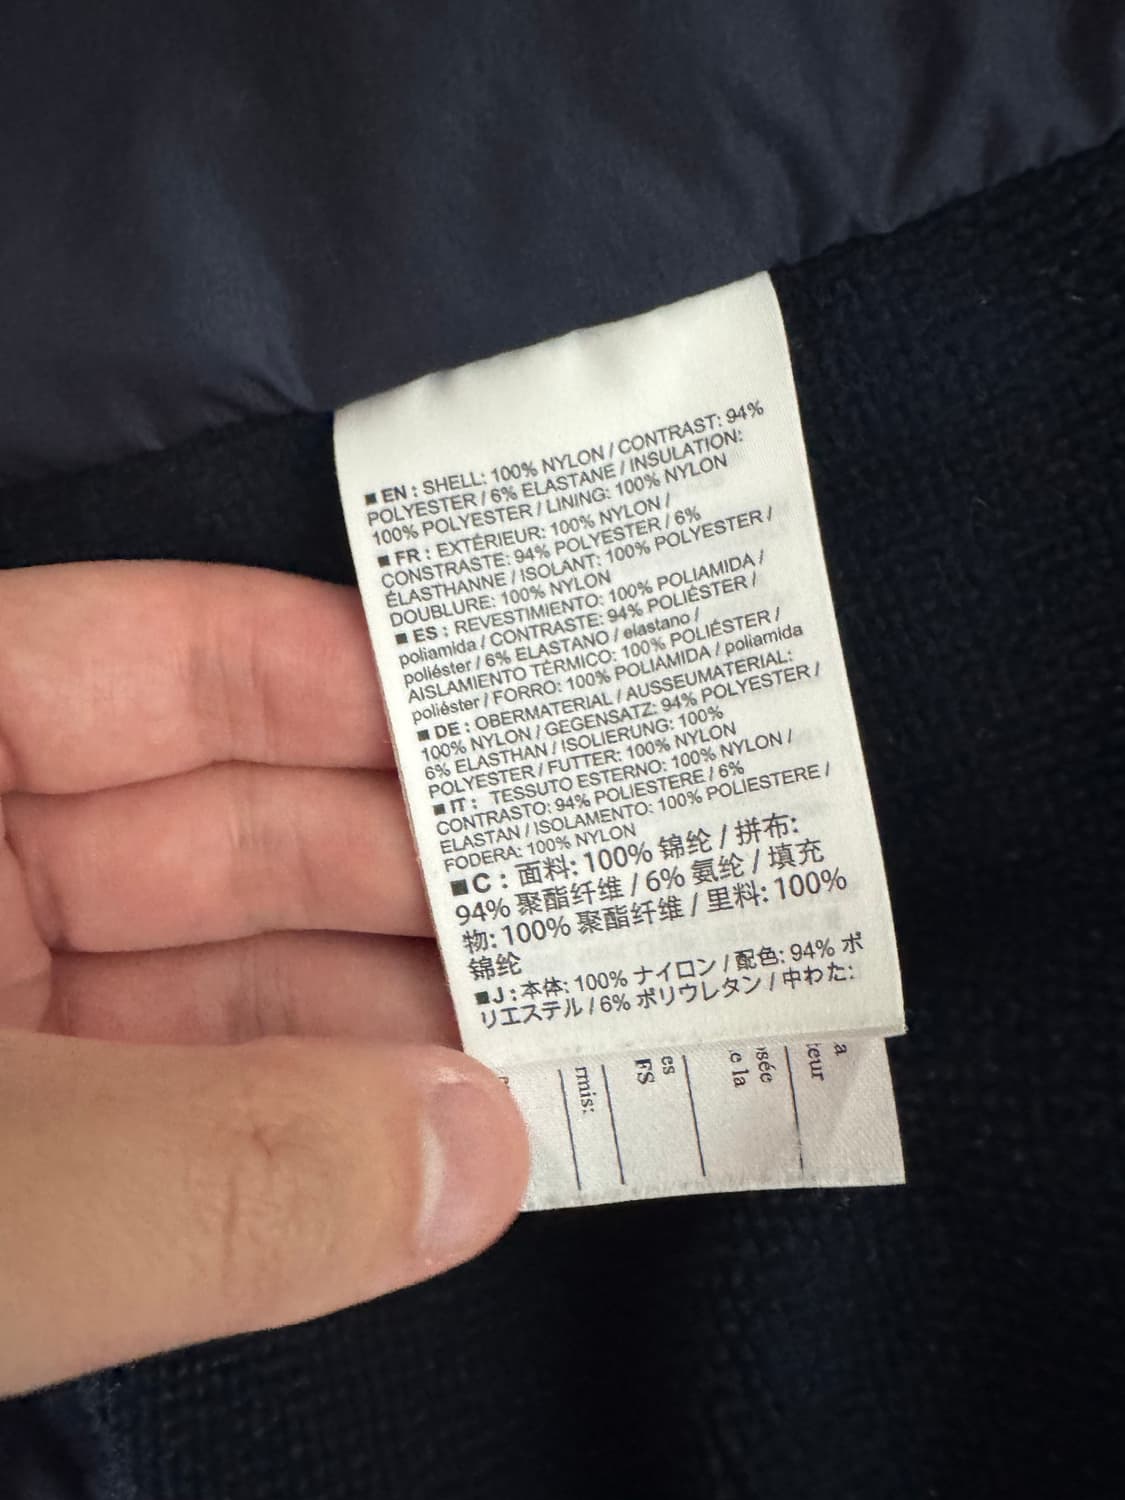 ■ EN : SHELL: 100% NYLON / CONTRAST: 94%
POLYESTER / 6% ELASTANE / INSULATION:
100% POLYESTER / LINING: 100% NYLON
■ FR : EXTÉRIEUR: 100% NYLON /
CONSTRASTE: 94% POLYESTER / 6%
ÉLASTHANNE / ISOLANT: 100% POLYESTER /
DOUBLURE: 100% NYLON
■ ES : REVESTIMIENTO: 100% POLIAMIDA /
poliamida / CONTRASTE: 94% POLIÉSTER /
poliéster / 6% ELASTANO / elastano /
AISLAMIENTO TÉRMICO: 100% POLIÉSTER /
poliéster / FORRO: 100% POLIAMIDA / poliamida
■ DE : OBERMATERIAL / AUSSEUMATERIAL:
100% NYLON / GEGENSATZ: 94% POLYESTER /
6% ELASTHAN / ISOLIERUNG: 100%
POLYESTER / FUTTER: 100% NYLON
■ IT : TESSUTO ESTERNO: 100% NYLON /
CONTRASTO: 94% POLIESTERE / 6%
ELASTAN / ISOLAMENTO: 100% POLIESTERE /
FODERA: 100% NYLON
■C : 面料: 100% 锦纶 / 拼布:
94% 聚酯纤维 / 6% 氨纶 / 填充
物: 100% 聚酯纤维 / 里料: 100%
锦纶
■J : 本体: 100% ナイロン / 配色: 94% ポ
リエステル / 6% ポリウレタン / 中わた:
a
teur
osée
e la
es
FS
rmis: